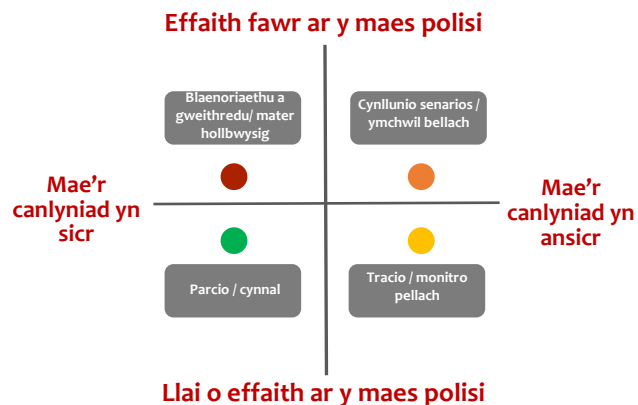 Effaith fawr ar y maes polisi
Blaenoriaethu a
gweithredu/ mater
hollbwysig
Cynllunio senarios /
ymchwil bellach
Mae'r
canlyniad yn
sicr
Mae'r
canlyniad yn
ansicr
Parcio / cynnal
Tracio / monitro
pellach
Llai o effaith ar y maes polisi